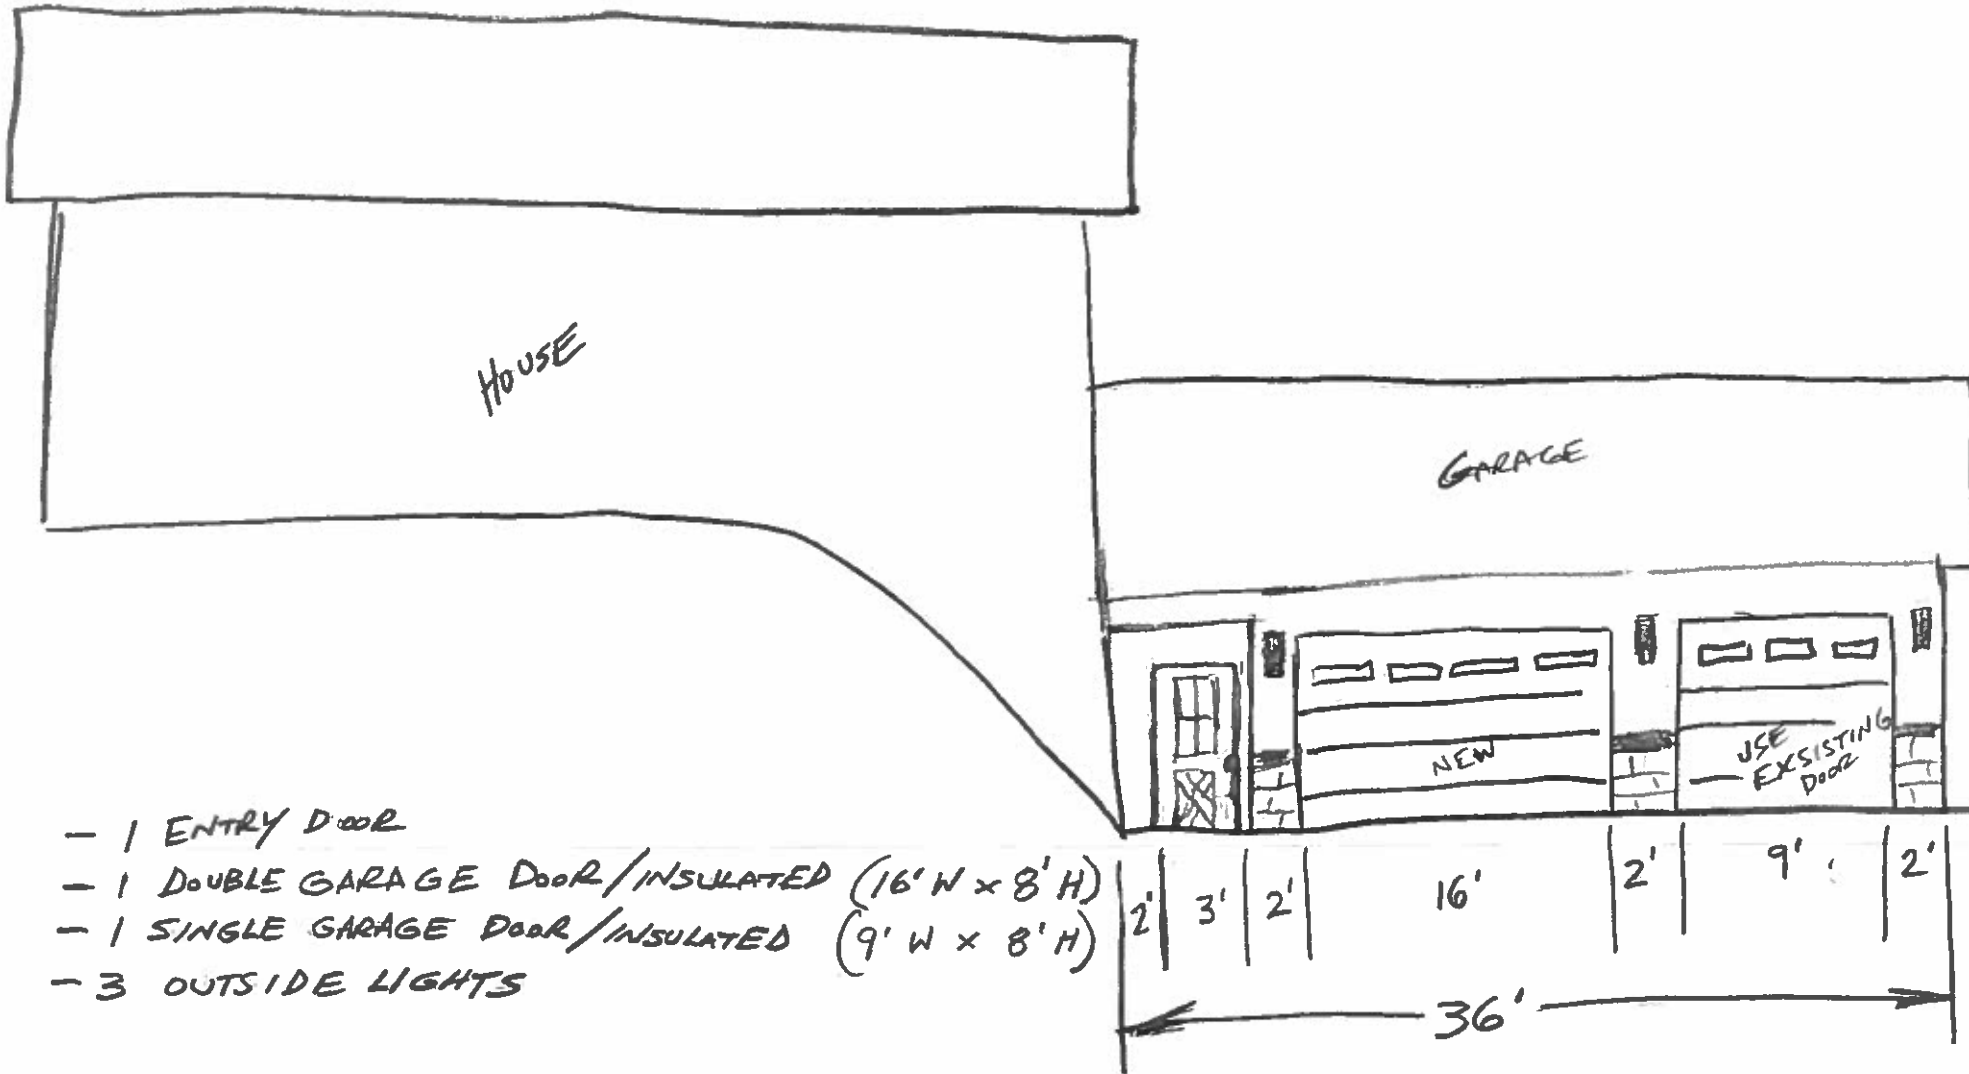 HOUSE
GARAGE
NEW
USE
EXSISTING
DOOR
- 1 ENTRY DOOR
- 1 DOUBLE GARAGE DOOR/INSULATED (16' W x 8' H)
- 1 SINGLE GARAGE DOOR/INSULATED (9' W x 8' H)
- 3 OUTSIDE LIGHTS
2' 3' 2' 16' 2' 9' 2'
36'